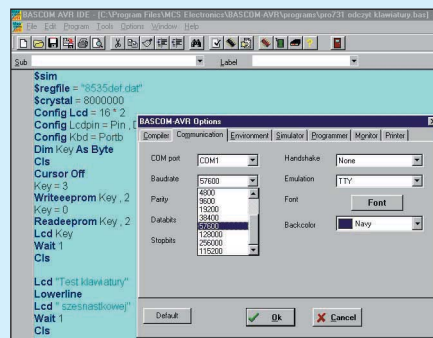 BASCOM AVR IDE - [C:\Program Files\MCS Electronics\BASCOM-AVR\programs\pro731 odczyt klawiatury.bas]
File Edit Program Tools Options Window Help
Sub Label
$sim
$regfile = "8535def.dat"
$crystal = 8000000
Config Lcd = 16 * 2
Config Lcdpin = Pin ,
Config Kbd = Portb
Dim Key As Byte
Cls
Cursor Off
Key = 3
Writeeeprom Key , 2
Key = 0
Readeeprom Key , 2
Lcd Key
Wait 1
Cls
Lcd "Test klawiatury"
Lowerline
Lcd " szesnastkowej"
Wait 1
Cls
BASCOM-AVR Options
Compiler Communication Environment Simulator Programmer Monitor Printer
COM port COM1 Handshake None
Baudrate 57600 Emulation TTY
Parity Font Font
Databits Backcolor Navy
Stopbits
4800
9600
19200
38400
57600
128000
256000
115200
Default Ok Cancel